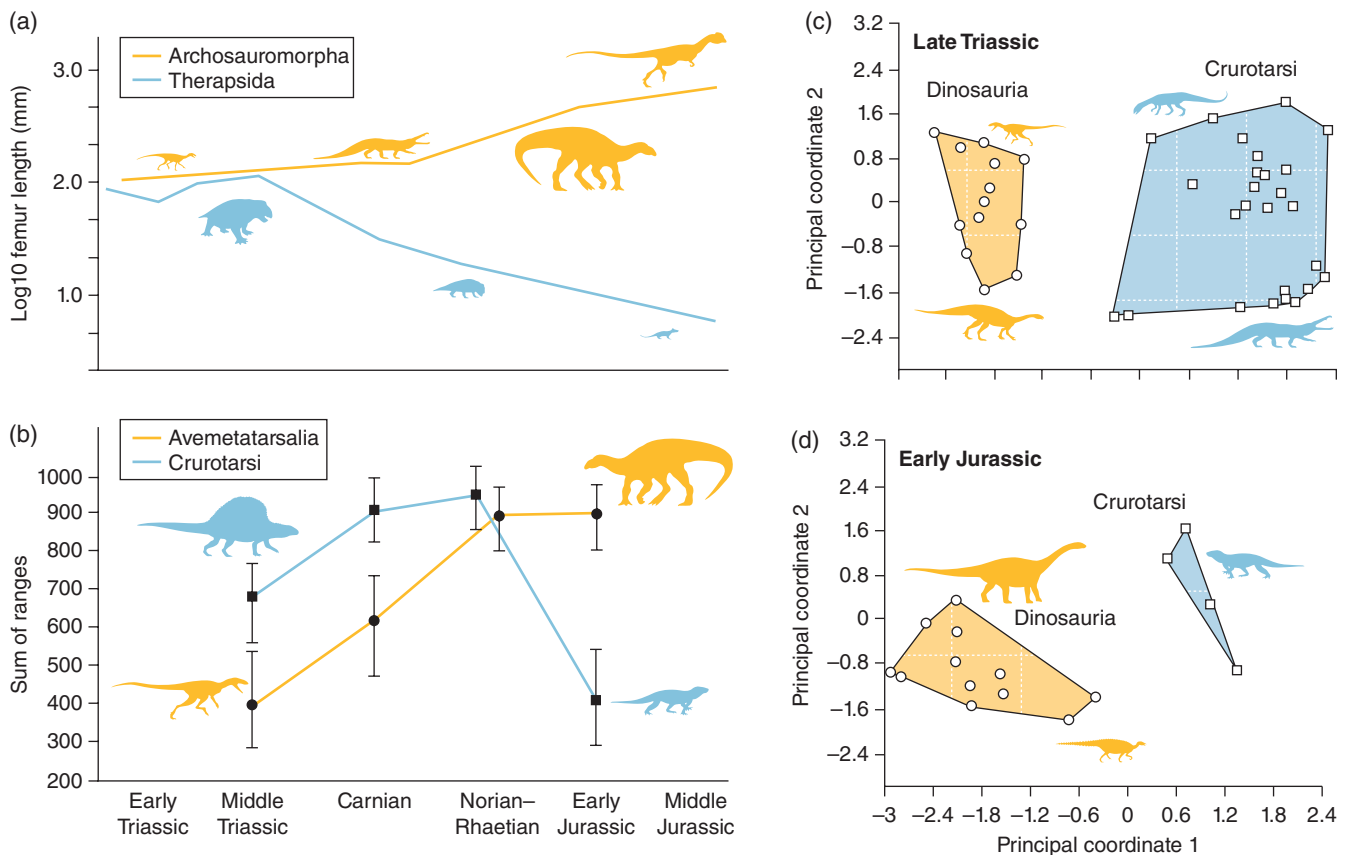 (a)
Archosauromorpha
Therapsida
Log10 femur length (mm)
3.0
2.0
1.0
(b)
Avemetatarsalia
Crurotarsi
Sum of ranges
1000
900
800
700
600
500
400
300
200
Early
Triassic
Middle
Triassic
Carnian
Norian–
Rhaetian
Early
Jurassic
Middle
Jurassic
(c)
Late Triassic
Dinosauria
Crurotarsi
Principal coordinate 2
3.2
2.4
1.6
0.8
0
−0.8
−1.6
−2.4
(d)
Early Jurassic
Crurotarsi
Dinosauria
Principal coordinate 2
3.2
2.4
1.6
0.8
0
−0.8
−1.6
−2.4
−3 −2.4 −1.6 −0.6 0 0.6 1.2 1.8 2.4
Principal coordinate 1